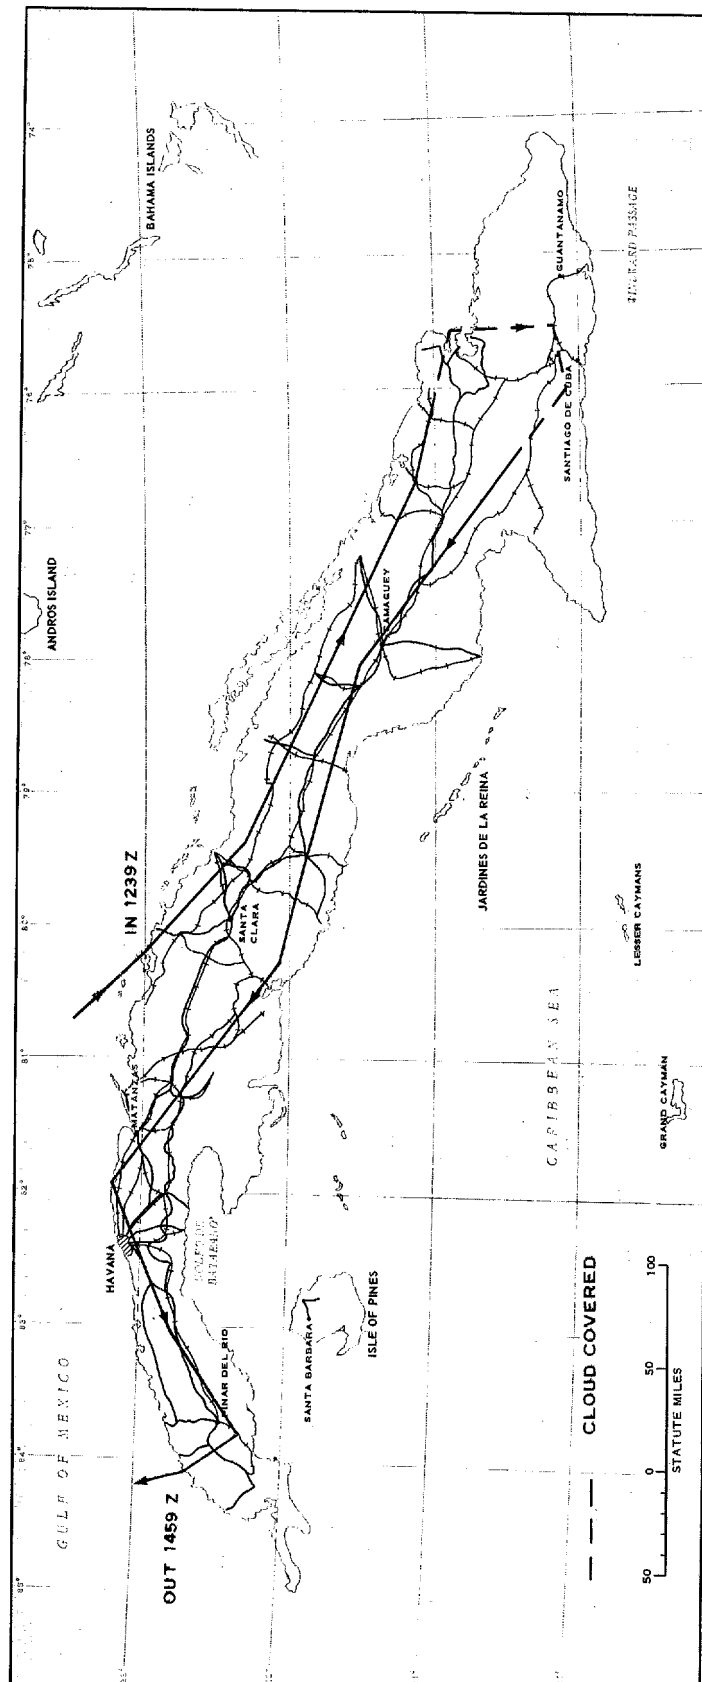 85°
84°
83°
82°
81°
80°
79°
78°
77°
76°
75°
74°
GULF OF MEXICO
ANDROS ISLAND
BAHAMA ISLANDS
IN 1239 Z
HAVANA
MATANZAS
OUT 1459 Z
PINAR DEL RIO
GOLFO DE
BATABANO
SANTA
CLARA
CAMAGUEY
GUANTANAMO
SANTIAGO DE CUBA
WINDWARD PASSAGE
SANTA BARBARA
ISLE OF PINES
JARDINES DE LA REINA
CARIBBEAN SEA
LESSER CAYMANS
GRAND CAYMAN
CLOUD COVERED
50 0 50 100
STATUTE MILES